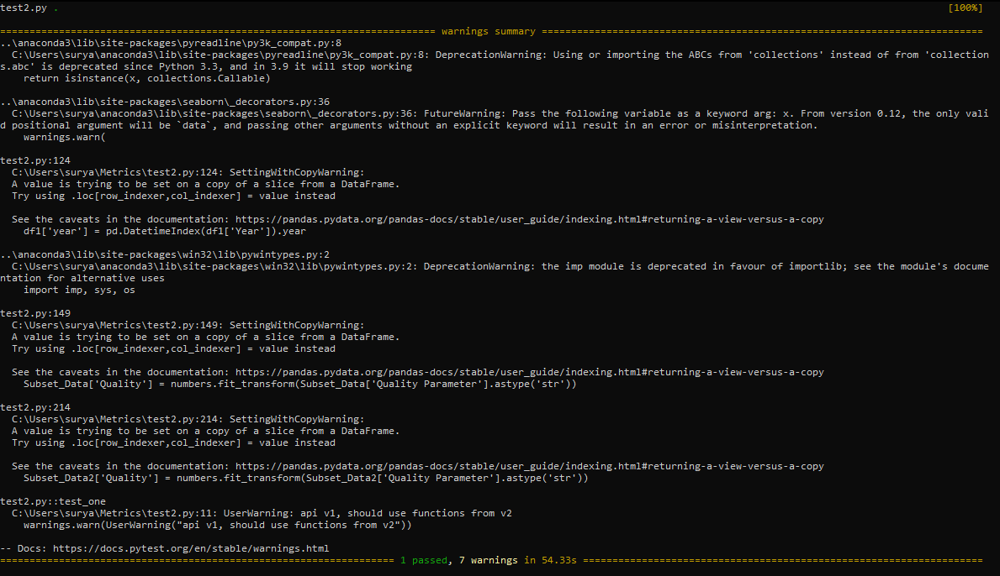 test2.py . [100%]
========================================================================== warnings summary ===========================================================================
..\anaconda3\lib\site-packages\pyreadline\py3k_compat.py:8
  C:\Users\surya\anaconda3\lib\site-packages\pyreadline\py3k_compat.py:8: DeprecationWarning: Using or importing the ABCs from 'collections' instead of from 'collection
s.abc' is deprecated since Python 3.3, and in 3.9 it will stop working
    return isinstance(x, collections.Callable)

..\anaconda3\lib\site-packages\seaborn\_decorators.py:36
  C:\Users\surya\anaconda3\lib\site-packages\seaborn\_decorators.py:36: FutureWarning: Pass the following variable as a keyword arg: x. From version 0.12, the only vali
d positional argument will be `data`, and passing other arguments without an explicit keyword will result in an error or misinterpretation.
    warnings.warn(

test2.py:124
  C:\Users\surya\Metrics\test2.py:124: SettingWithCopyWarning:
  A value is trying to be set on a copy of a slice from a DataFrame.
  Try using .loc[row_indexer,col_indexer] = value instead

  See the caveats in the documentation: https://pandas.pydata.org/pandas-docs/stable/user_guide/indexing.html#returning-a-view-versus-a-copy
    df1['year'] = pd.DatetimeIndex(df1['Year']).year

..\anaconda3\lib\site-packages\win32\lib\pywintypes.py:2
  C:\Users\surya\anaconda3\lib\site-packages\win32\lib\pywintypes.py:2: DeprecationWarning: the imp module is deprecated in favour of importlib; see the module's docume
ntation for alternative uses
    import imp, sys, os

test2.py:149
  C:\Users\surya\Metrics\test2.py:149: SettingWithCopyWarning:
  A value is trying to be set on a copy of a slice from a DataFrame.
  Try using .loc[row_indexer,col_indexer] = value instead

  See the caveats in the documentation: https://pandas.pydata.org/pandas-docs/stable/user_guide/indexing.html#returning-a-view-versus-a-copy
    Subset_Data['Quality'] = numbers.fit_transform(Subset_Data['Quality Parameter'].astype('str'))

test2.py:214
  C:\Users\surya\Metrics\test2.py:214: SettingWithCopyWarning:
  A value is trying to be set on a copy of a slice from a DataFrame.
  Try using .loc[row_indexer,col_indexer] = value instead

  See the caveats in the documentation: https://pandas.pydata.org/pandas-docs/stable/user_guide/indexing.html#returning-a-view-versus-a-copy
    Subset_Data2['Quality'] = numbers.fit_transform(Subset_Data2['Quality Parameter'].astype('str'))

test2.py::test_one
  C:\Users\surya\Metrics\test2.py:11: UserWarning: api v1, should use functions from v2
    warnings.warn(UserWarning("api v1, should use functions from v2"))

-- Docs: https://docs.pytest.org/en/stable/warnings.html
=================================================================== 1 passed, 7 warnings in 54.33s ====================================================================